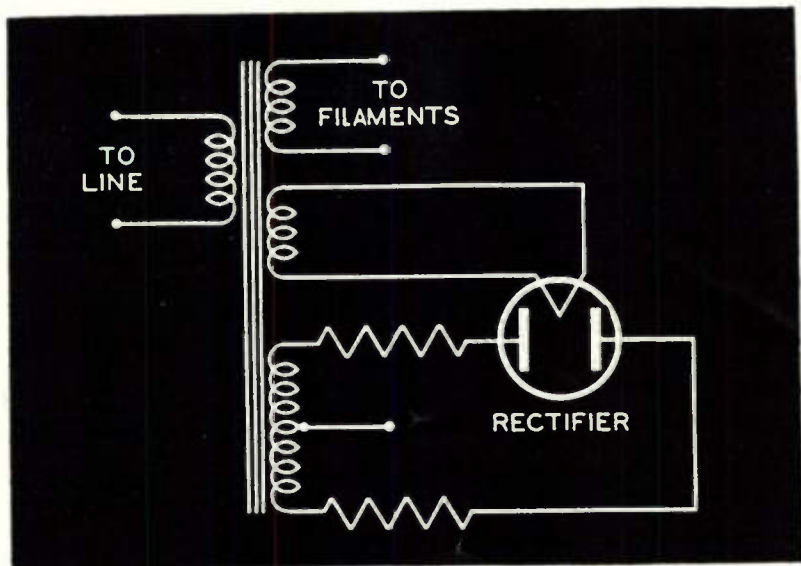 TO
FILAMENTS
TO
LINE
RECTIFIER